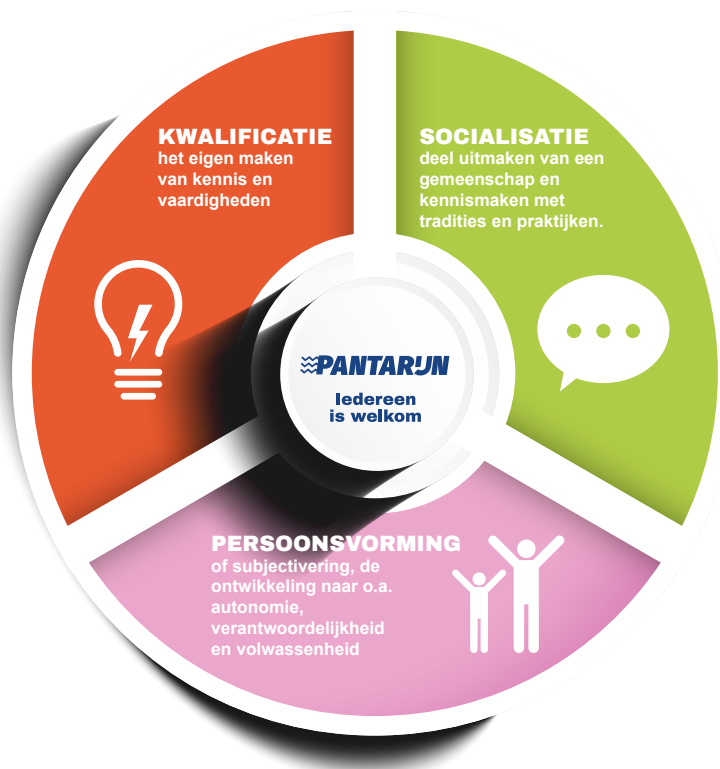 KWALIFICATIE
het eigen maken
van kennis en
vaardigheden
SOCIALISATIE
deel uitmaken van een
gemeenschap en
kennismaken met
tradities en praktijken.
PANTARIJN
Iedereen
is welkom
PERSOONSVORMING
of subjectivering, de
ontwikkeling naar o.a.
autonomie,
verantwoordelijkheid
en volwassenheid